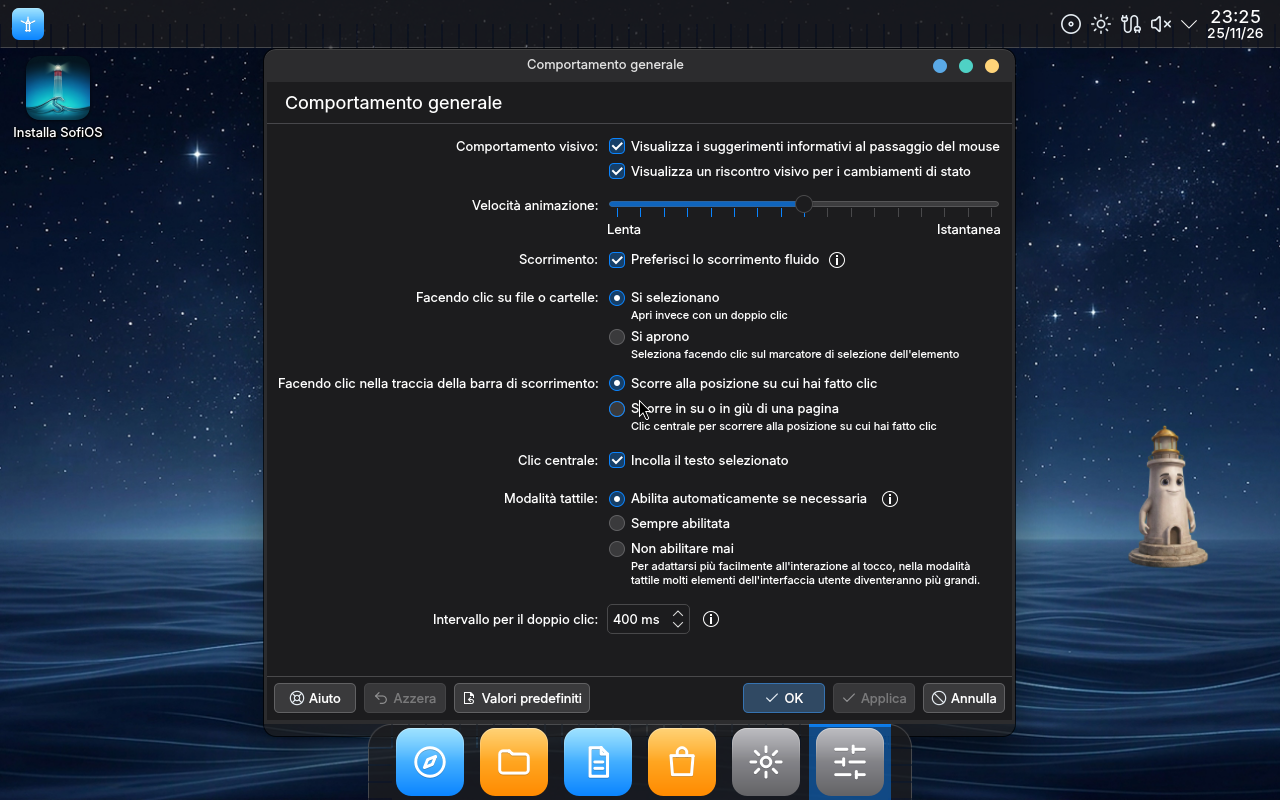 23:25
25/11/26
Comportamento generale
Installa SofiOS
Comportamento generale
Comportamento visivo:
Visualizza i suggerimenti informativi al passaggio del mouse
Visualizza un riscontro visivo per i cambiamenti di stato
Velocità animazione:
Lenta
Istantanea
Scorrimento:
Preferisci lo scorrimento fluido
Facendo clic su file o cartelle:
Si selezionano
Apri invece con un doppio clic
Si aprono
Seleziona facendo clic sul marcatore di selezione dell'elemento
Facendo clic nella traccia della barra di scorrimento:
Scorre alla posizione su cui hai fatto clic
Scorre in su o in giù di una pagina
Clic centrale per scorrere alla posizione su cui hai fatto clic
Clic centrale:
Incolla il testo selezionato
Modalità tattile:
Abilita automaticamente se necessaria
Sempre abilitata
Non abilitare mai
Per adattarsi più facilmente all'interazione al tocco, nella modalità
tattile molti elementi dell'interfaccia utente diventeranno più grandi.
Intervallo per il doppio clic:
400 ms
Aiuto
Azzera
Valori predefiniti
OK
Applica
Annulla